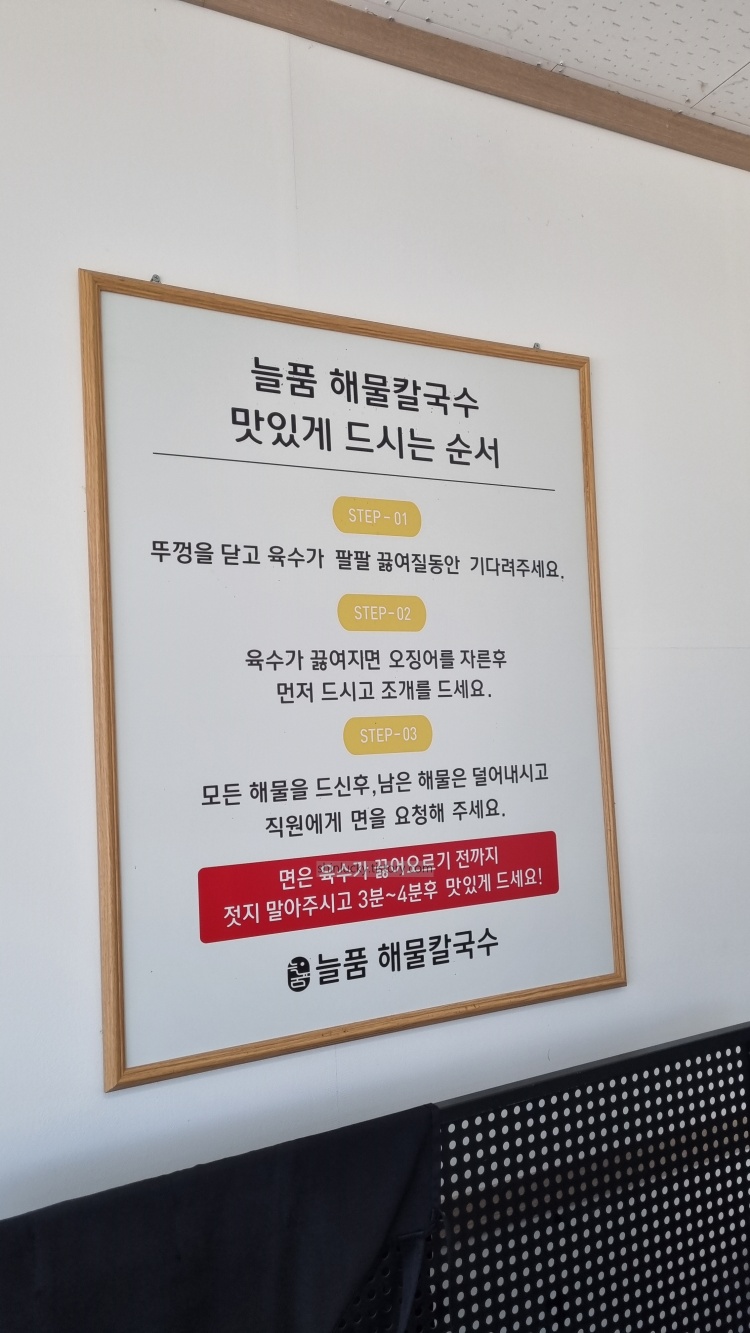 늘품 해물칼국수
맛있게 드시는 순서
STEP-01
뚜껑을 닫고 육수가 팔팔 끓여질동안 기다려주세요.
STEP-02
육수가 끓여지면 오징어를 자른후
먼저 드시고 조개를 드세요.
STEP-03
모든 해물을 드신후,남은 해물은 덜어내시고
직원에게 면을 요청해 주세요.
면은 육수가 끓어오르기 전까지
젓지 말아주시고 3분~4분후 맛있게 드세요!
늘품 늘품 해물칼국수